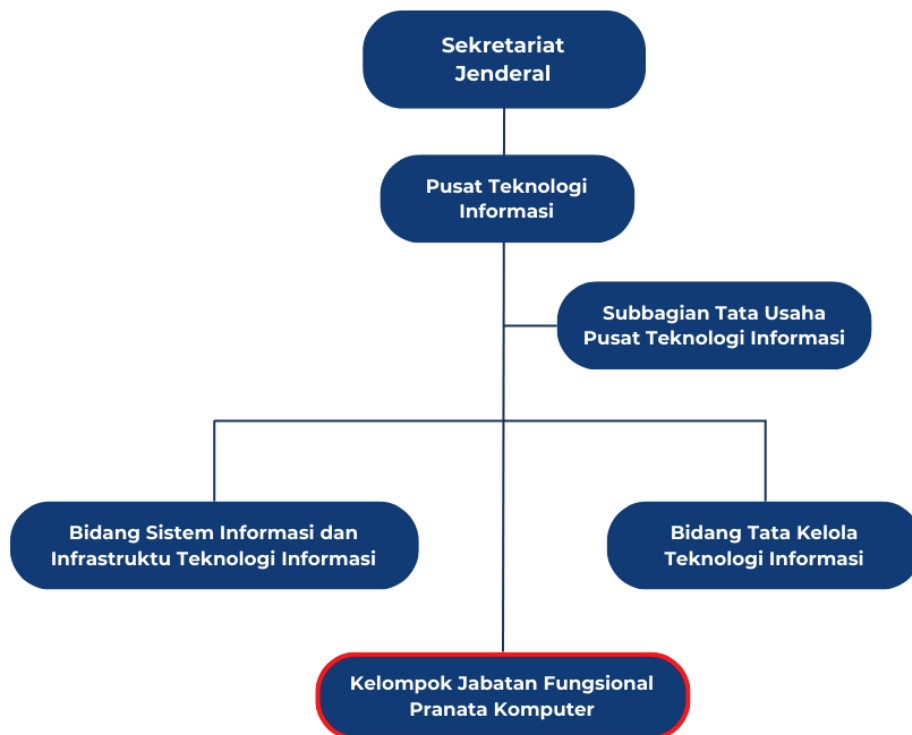 Sekretariat
Jenderal
Pusat Teknologi
Informasi
Subbagian Tata Usaha
Pusat Teknologi Informasi
Bidang Sistem Informasi dan
Infrastruktu Teknologi Informasi
Bidang Tata Kelola
Teknologi Informasi
Kelompok Jabatan Fungsional
Pranata Komputer